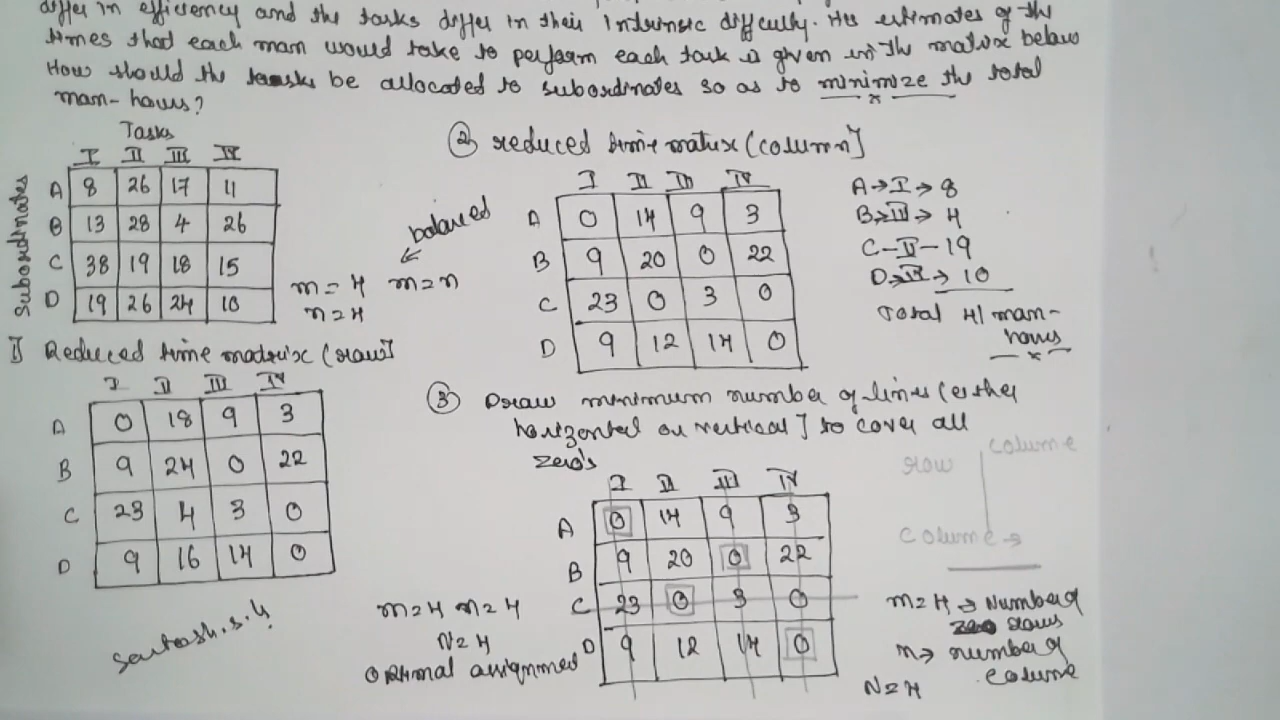 differ in efficiency and the tasks differ in their Intrinsic difficulty. His estimates of the
times that each man would take to perform each task is given in the matrix below
How should the tasks be allocated to subordinates so as to minimize the total
man-hours?
Tasks
I II III IV
Subordinates
A 8 26 17 11
B 13 28 4 26
C 38 19 18 15
D 19 26 24 10
m = 4 m = n
n = 4
balanced
1] Reduced time matrix (row]
I II III IV
A 0 18 9 3
B 9 24 0 22
C 23 4 3 0
D 9 16 14 0
Santosh.s.y
② reduced time matrix (column]
I II III IV
A 0 14 9 3
B 9 20 0 22
C 23 0 3 0
D 9 12 14 0
A → I → 8
B → III → 4
C - II - 19
D → IV → 10
Total 41 man-
hours
③ Draw minimum number of lines (either
horizontal or vertical] to cover all
zero's
I II III IV
A 0 14 9 3
B 9 20 0 22
C 23 0 3 0
D 9 12 14 0
m = 4 n = 4
N = 4
optimal assignmed
row column
column →
m = 4 → Number of
rows
n → number of
column
N = 4